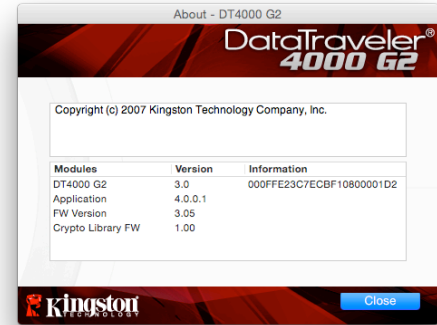 About - DT4000 G2
DataTraveler®
4000 G2
Copyright (c) 2007 Kingston Technology Company, Inc.
Modules Version Information
DT4000 G2 3.0 000FFE23C7ECBF10800001D2
Application 4.0.0.1
FW Version 3.05
Crypto Library FW 1.00
Kingston
TECHNOLOGY
Close